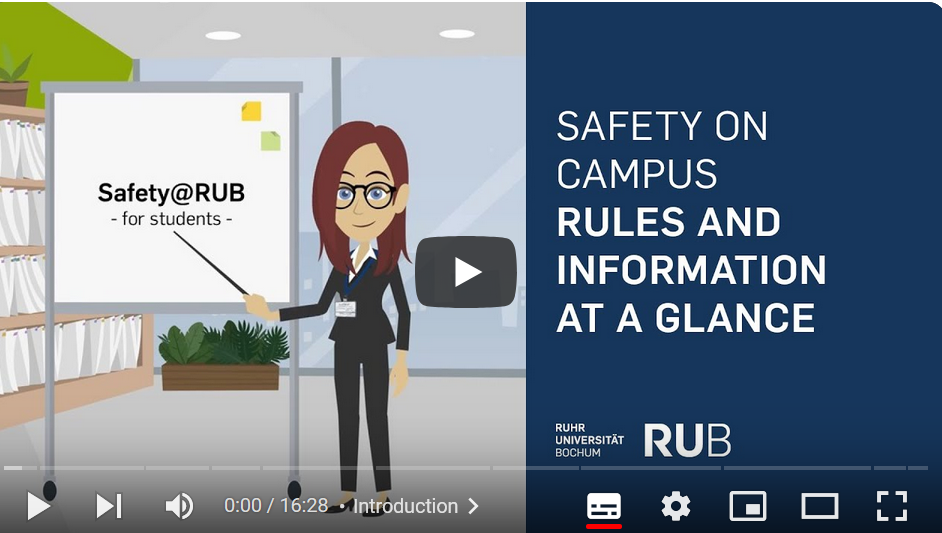 Safety@RUB
- for students -
SAFETY ON
CAMPUS
RULES AND
INFORMATION
AT A GLANCE
RUHR
UNIVERSITÄT
BOCHUM
RUB
0:00 / 16:28 • Introduction